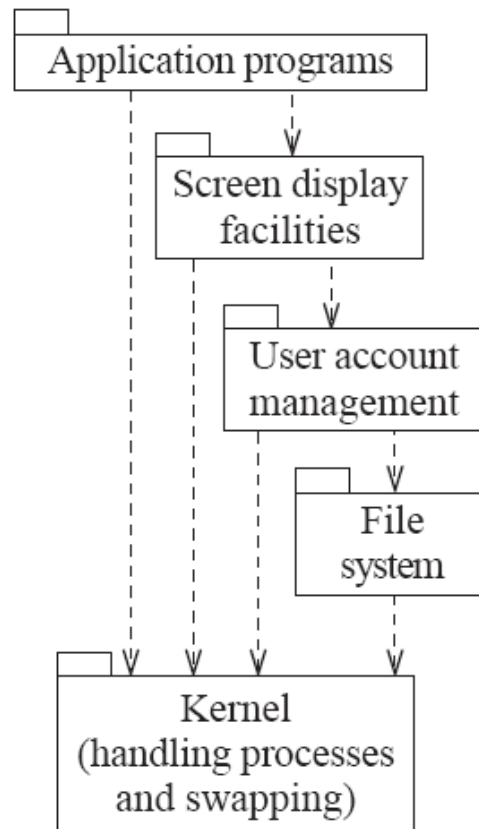 Application programs
Screen display
facilities
User account
management
File
system
Kernel
(handling processes
and swapping)